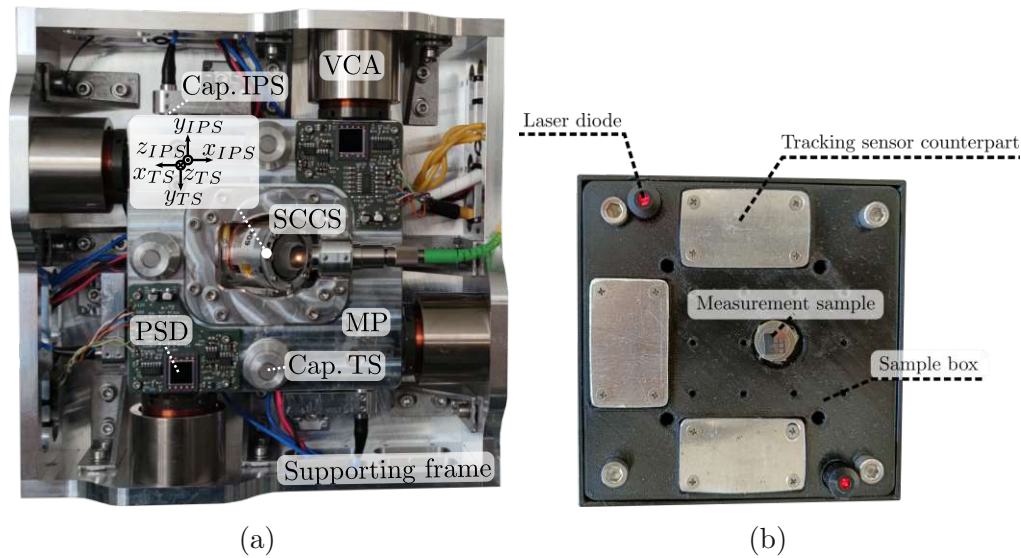 VCA
Cap. IPS
y_IPS
z_IPS x_IPS
x_TS z_TS
y_TS
SCCS
MP
PSD
Cap. TS
Supporting frame
(a)
Laser diode
Tracking sensor counterpart
Measurement sample
Sample box
(b)